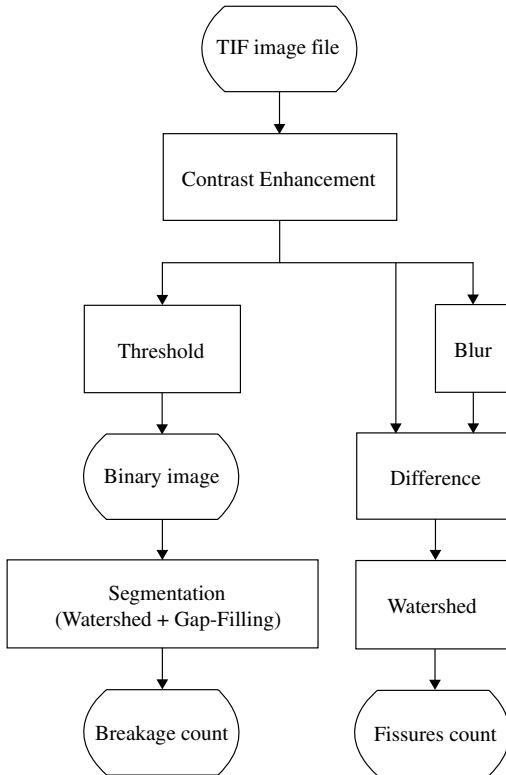 TIF image file
Contrast Enhancement
Threshold
Blur
Binary image
Difference
Segmentation
(Watershed + Gap-Filling)
Watershed
Breakage count
Fissures count